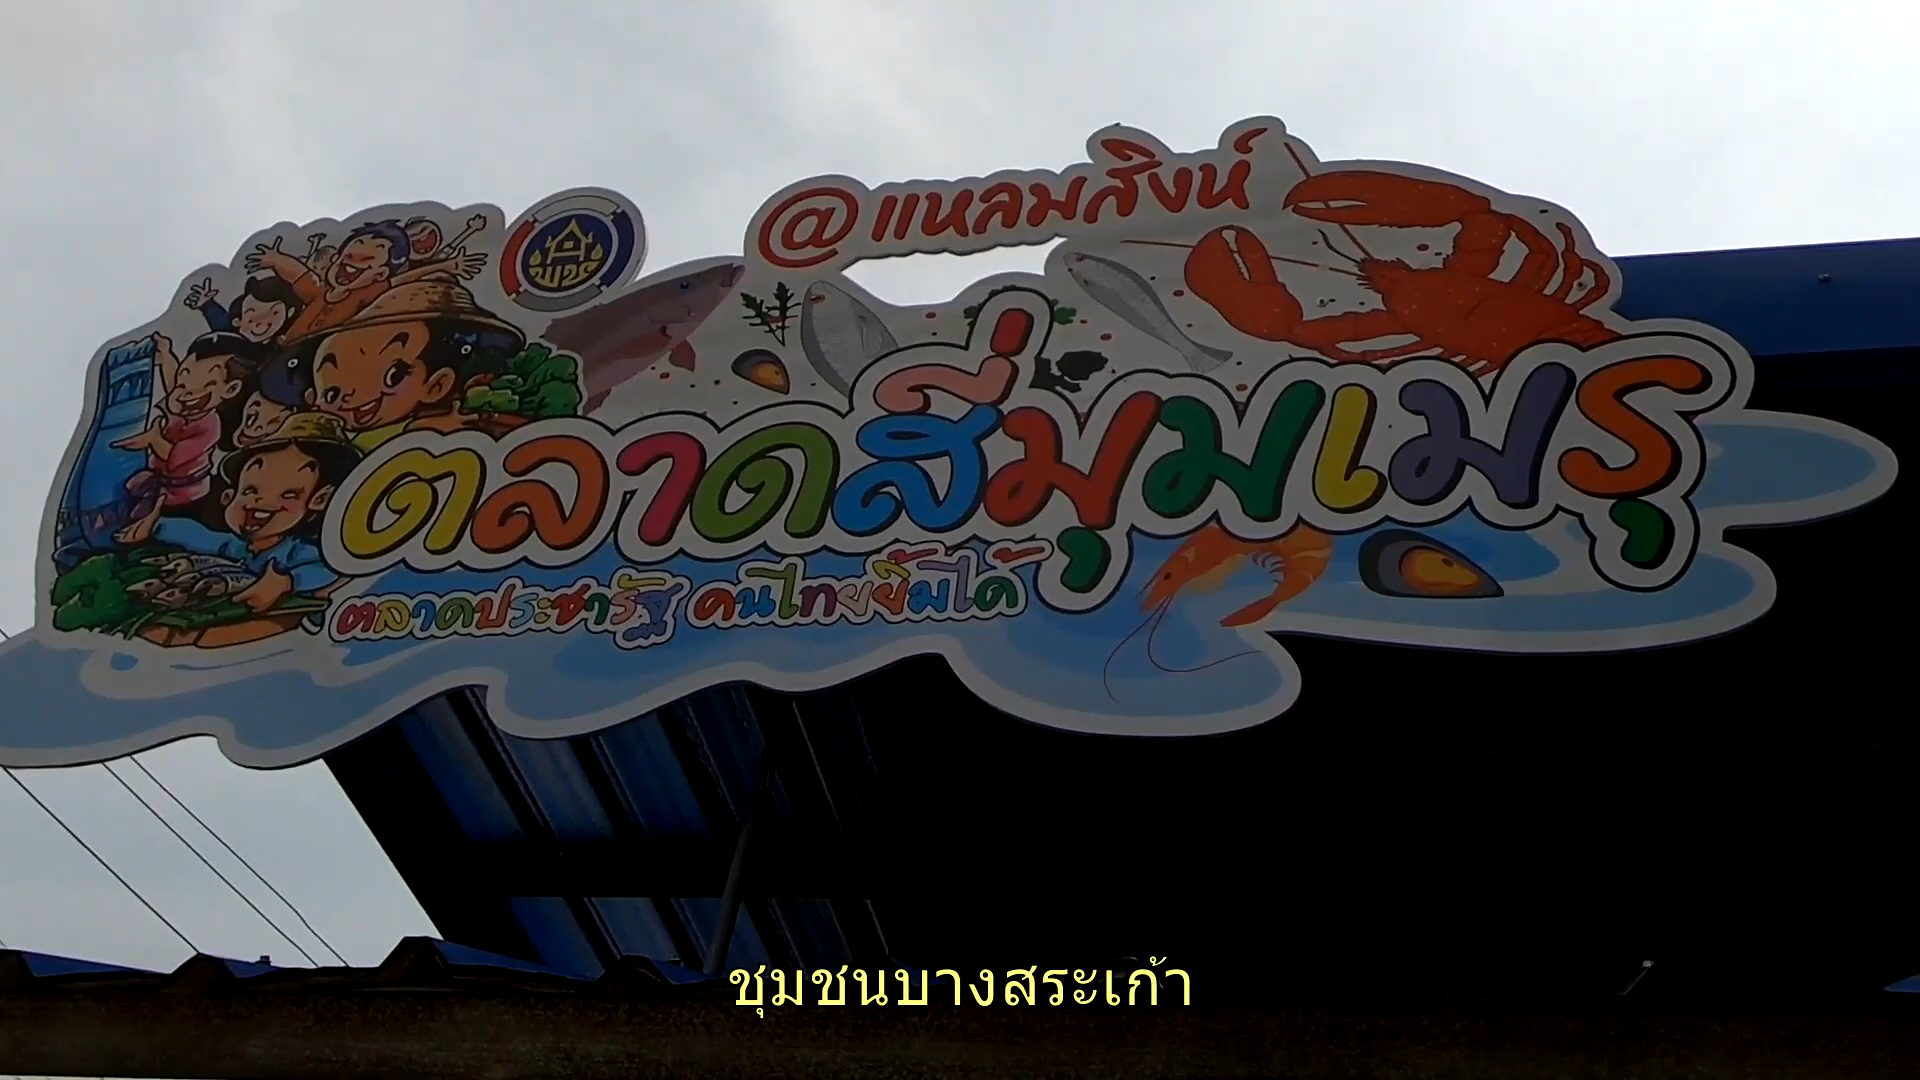 @แหลมสิงห์
พช
ตลาดสี่มุมเมรุ
ตลาดประชารัฐ คนไทยยิ้มได้
ชุมชนบางสระเก้า